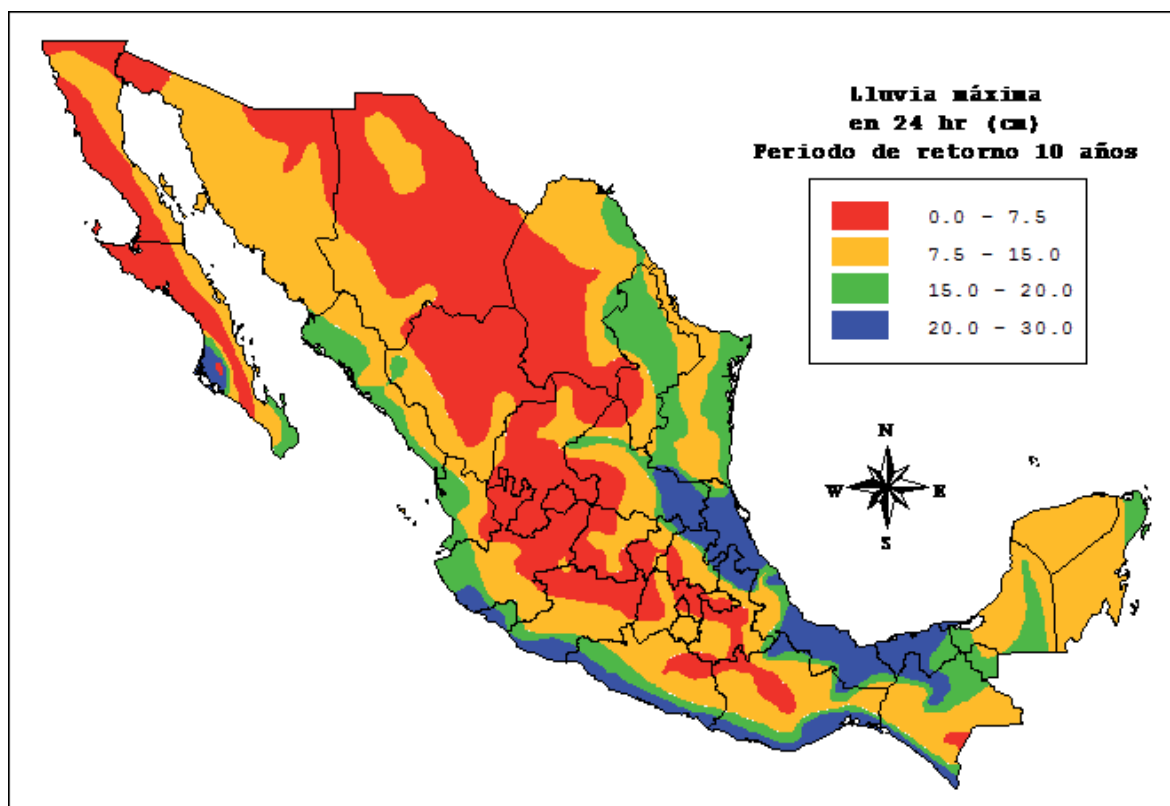 Lluvia máxima
en 24 hr (cm)
Periodo de retorno 10 años
0.0 - 7.5
7.5 - 15.0
15.0 - 20.0
20.0 - 30.0
N
W E
S